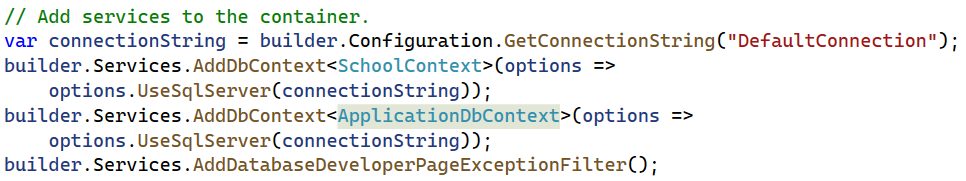 // Add services to the container.
var connectionString = builder.Configuration.GetConnectionString("DefaultConnection");
builder.Services.AddDbContext<SchoolContext>(options =>
    options.UseSqlServer(connectionString));
builder.Services.AddDbContext<ApplicationDbContext>(options =>
    options.UseSqlServer(connectionString));
builder.Services.AddDatabaseDeveloperPageExceptionFilter();